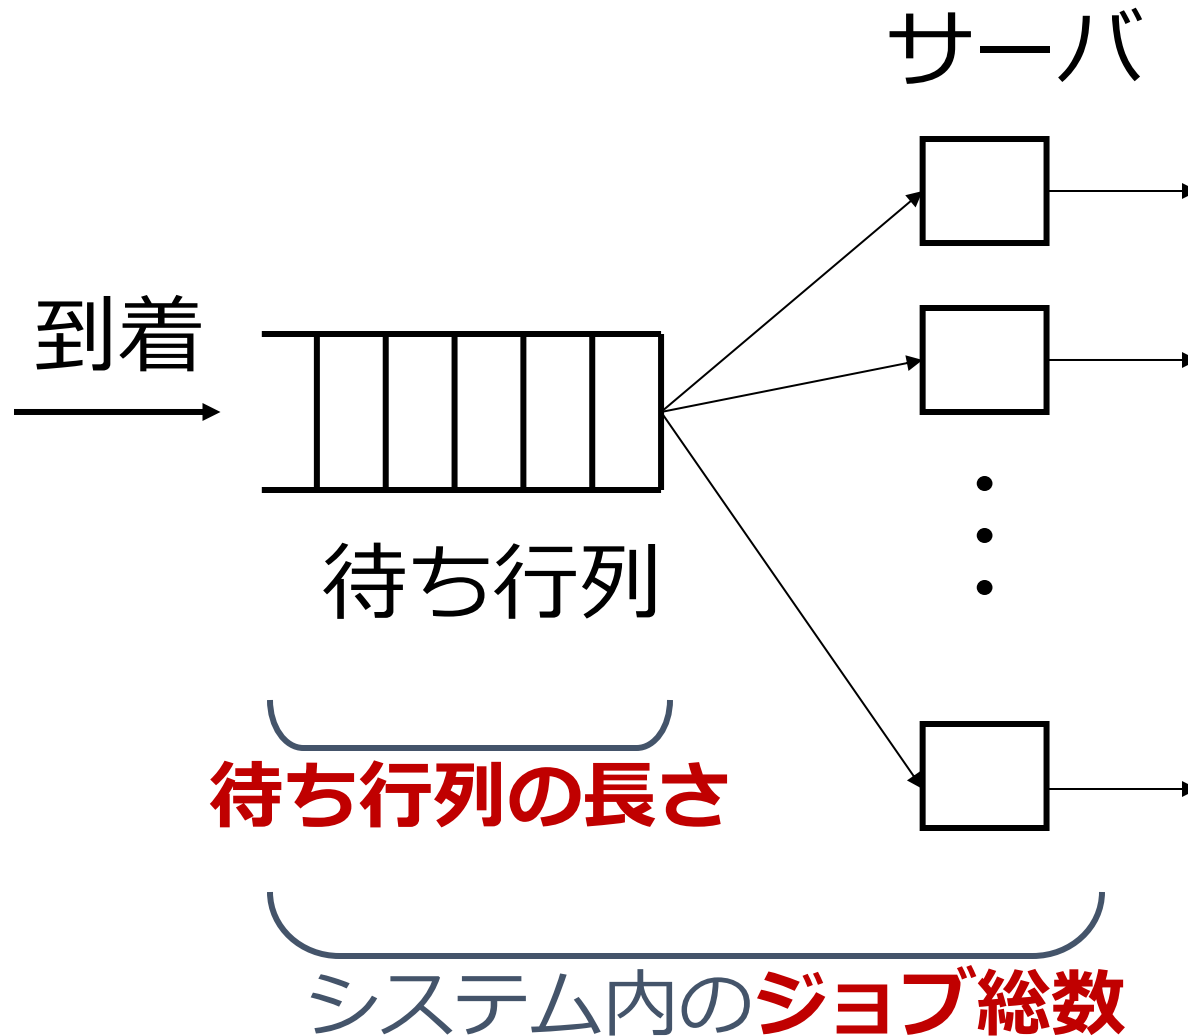 サーバ
到着
待ち行列
待ち行列の長さ
システム内のジョブ総数